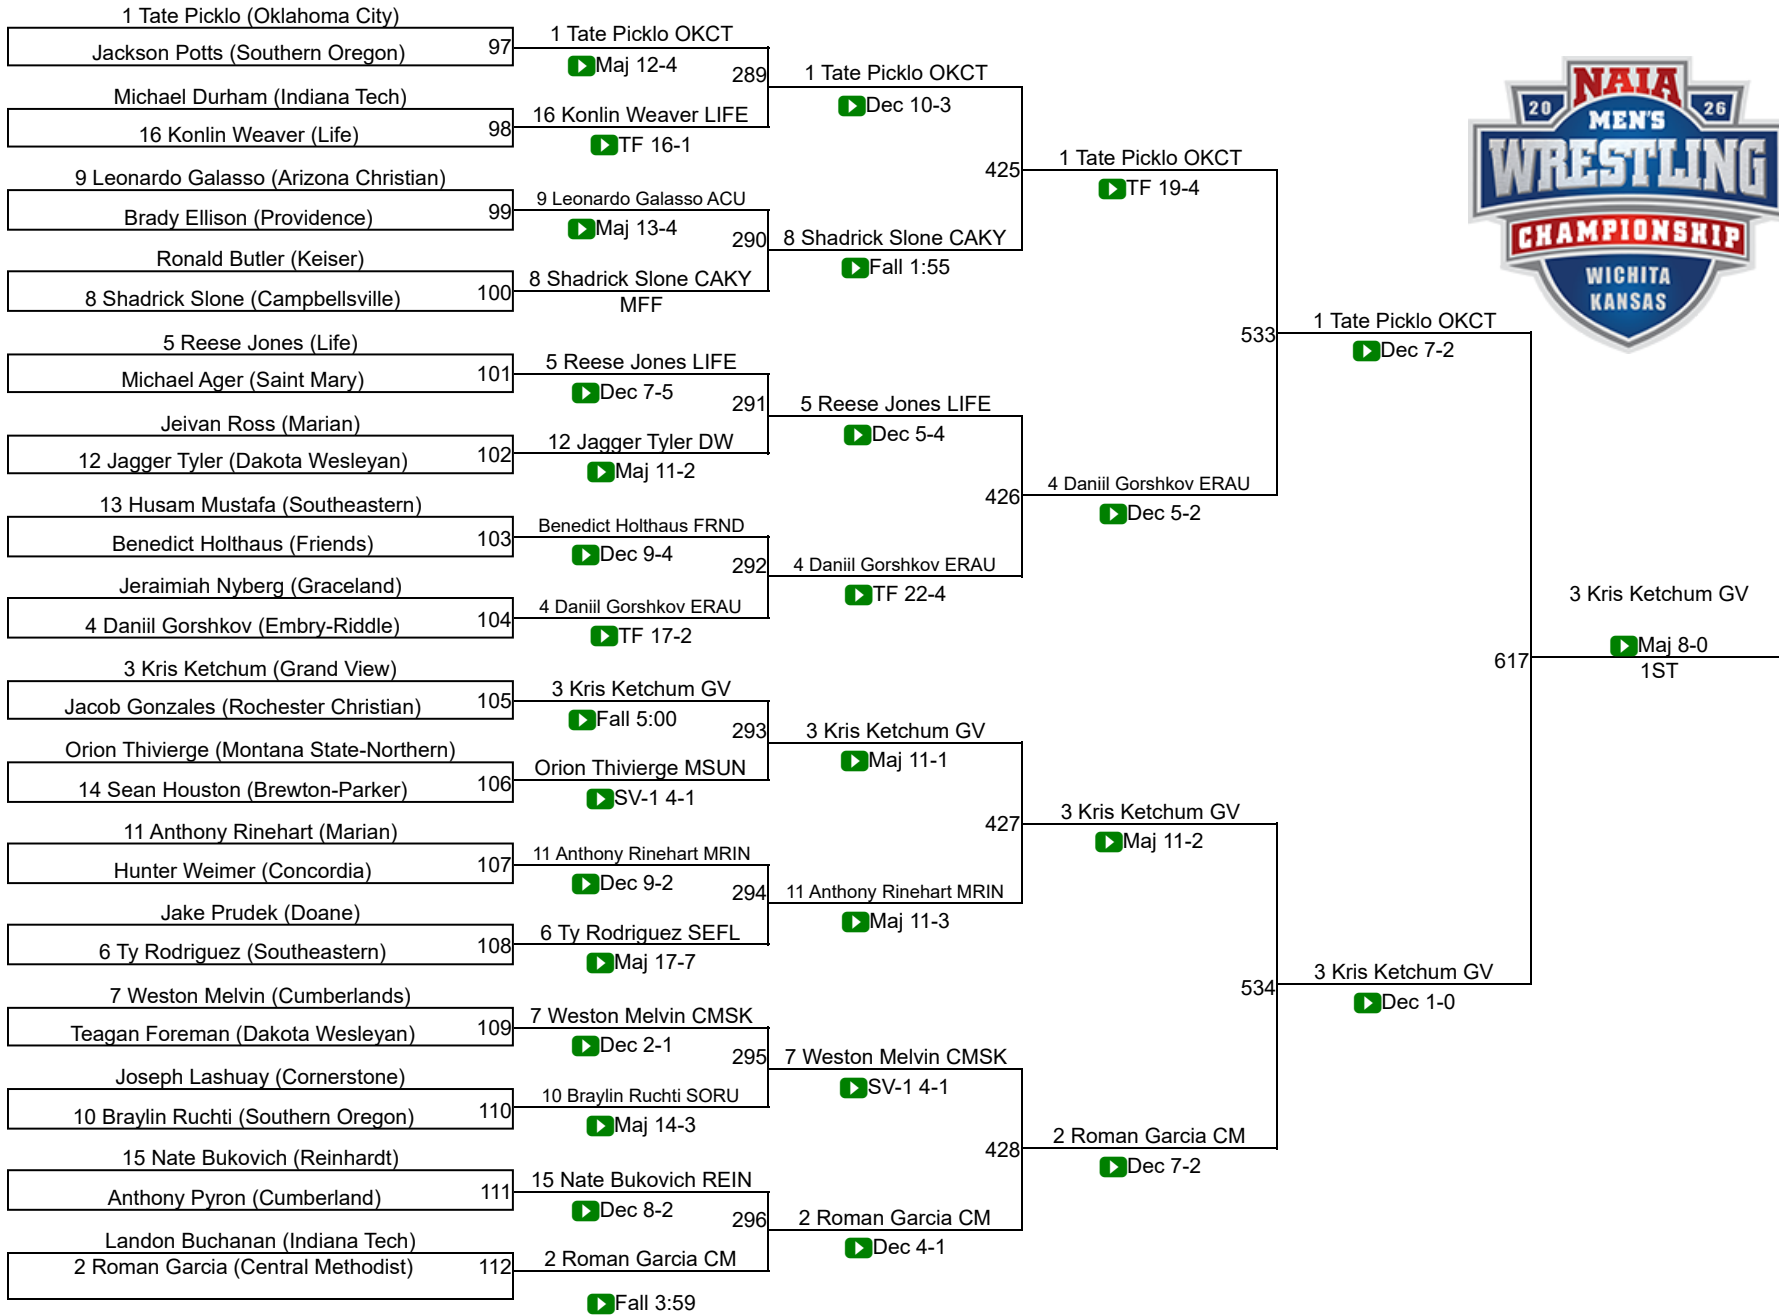 1 Tate Picklo (Oklahoma City)
Jackson Potts (Southern Oregon)
97
Michael Durham (Indiana Tech)
16 Konlin Weaver (Life)
98
9 Leonardo Galasso (Arizona Christian)
Brady Ellison (Providence)
99
Ronald Butler (Keiser)
8 Shadrick Slone (Campbellsville)
100
5 Reese Jones (Life)
Michael Ager (Saint Mary)
101
Jeivan Ross (Marian)
12 Jagger Tyler (Dakota Wesleyan)
102
13 Husam Mustafa (Southeastern)
Benedict Holthaus (Friends)
103
Jeraimiah Nyberg (Graceland)
4 Daniil Gorshkov (Embry-Riddle)
104
3 Kris Ketchum (Grand View)
Jacob Gonzales (Rochester Christian)
105
Orion Thivierge (Montana State-Northern)
14 Sean Houston (Brewton-Parker)
106
11 Anthony Rinehart (Marian)
Hunter Weimer (Concordia)
107
Jake Prudek (Doane)
6 Ty Rodriguez (Southeastern)
108
7 Weston Melvin (Cumberlands)
Teagan Foreman (Dakota Wesleyan)
109
Joseph Lashuay (Cornerstone)
10 Braylin Ruchti (Southern Oregon)
110
15 Nate Bukovich (Reinhardt)
Anthony Pyron (Cumberland)
111
Landon Buchanan (Indiana Tech)
2 Roman Garcia (Central Methodist)
112
1 Tate Picklo OKCT
Maj 12-4
289
16 Konlin Weaver LIFE
TF 16-1
9 Leonardo Galasso ACU
Maj 13-4
290
8 Shadrick Slone CAKY
MFF
5 Reese Jones LIFE
Dec 7-5
291
12 Jagger Tyler DW
Maj 11-2
Benedict Holthaus FRND
Dec 9-4
292
4 Daniil Gorshkov ERAU
TF 17-2
3 Kris Ketchum GV
Fall 5:00
293
Orion Thivierge MSUN
SV-1 4-1
11 Anthony Rinehart MRIN
Dec 9-2
294
6 Ty Rodriguez SEFL
Maj 17-7
7 Weston Melvin CMSK
Dec 2-1
295
10 Braylin Ruchti SORU
Maj 14-3
15 Nate Bukovich REIN
Dec 8-2
296
2 Roman Garcia CM
Fall 3:59
1 Tate Picklo OKCT
Dec 10-3
425
8 Shadrick Slone CAKY
Fall 1:55
5 Reese Jones LIFE
Dec 5-4
426
4 Daniil Gorshkov ERAU
TF 22-4
3 Kris Ketchum GV
Maj 11-1
427
11 Anthony Rinehart MRIN
Maj 11-3
7 Weston Melvin CMSK
SV-1 4-1
428
2 Roman Garcia CM
Dec 4-1
1 Tate Picklo OKCT
TF 19-4
533
4 Daniil Gorshkov ERAU
Dec 5-2
3 Kris Ketchum GV
Maj 11-2
534
2 Roman Garcia CM
Dec 7-2
1 Tate Picklo OKCT
Dec 7-2
617
3 Kris Ketchum GV
Dec 1-0
3 Kris Ketchum GV
Maj 8-0
1ST
NAIA
20 26
MEN'S
WRESTLING
CHAMPIONSHIP
WICHITA
KANSAS